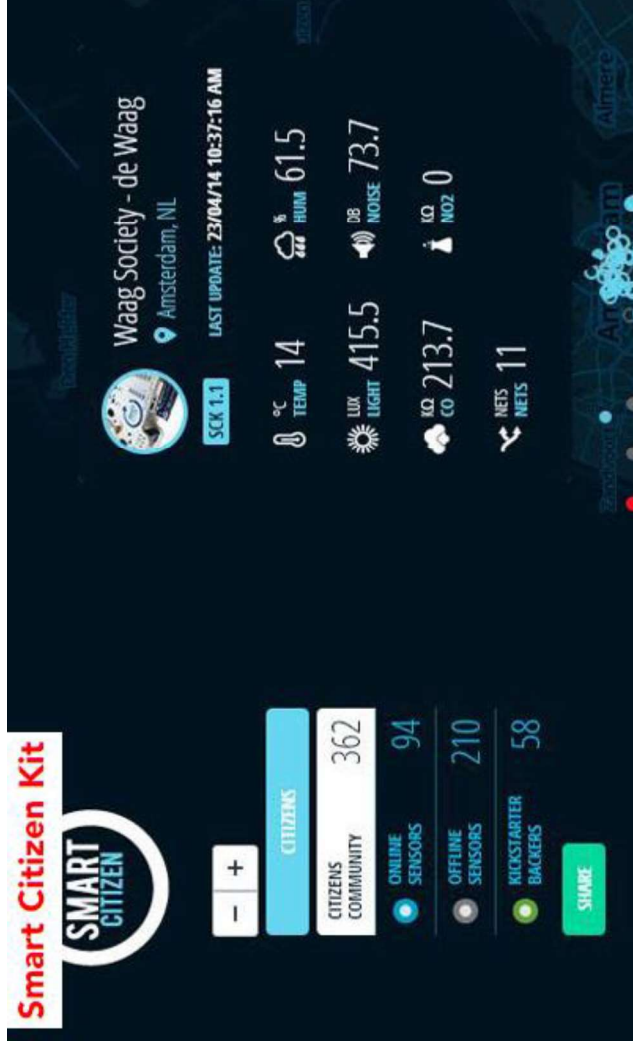 Smart Citizen Kit
SMART
CITIZEN
− +
CITIZENS
CITIZENS
COMMUNITY 362
ONLINE
SENSORS 94
OFFLINE
SENSORS 210
KICKSTARTER
BACKERS 58
SHARE
Waag Society - de Waag
Amsterdam, NL
SCK 1.1 LAST UPDATE: 23/04/14 10:37:16 AM
°C
TEMP 14
%
HUM 61.5
LUX
LIGHT 415.5
DB
NOISE 73.7
KΩ
CO 213.7
KΩ
NO2 0
NETS
NETS 11
Zandvoort
Almere